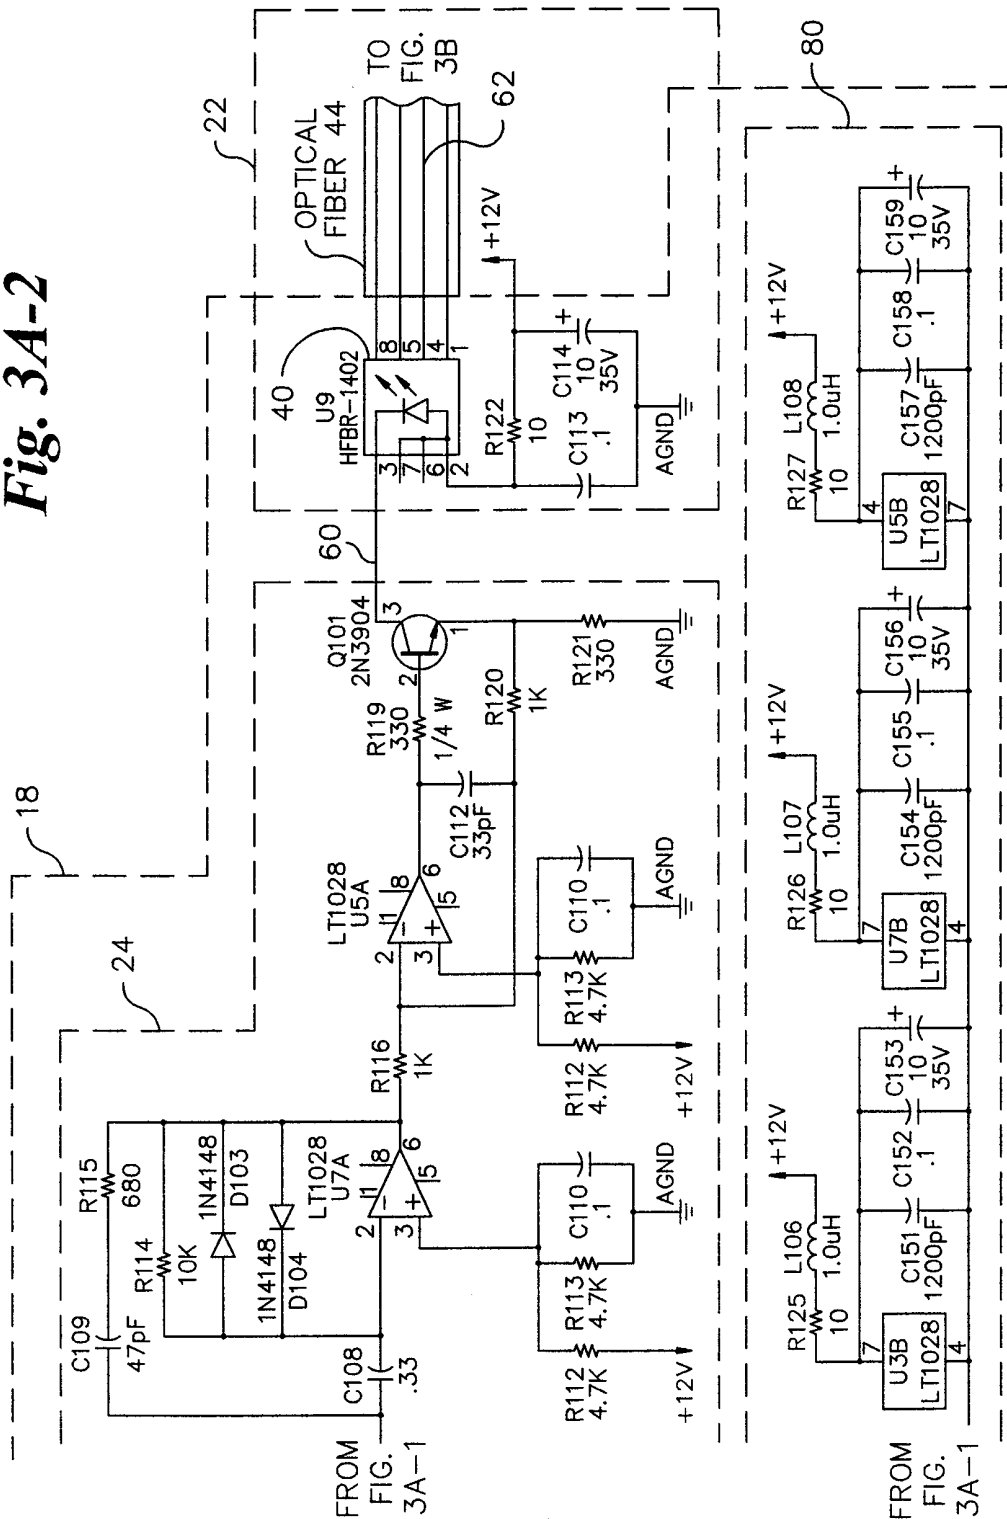 Fig. 3A-2
18
24
22
80
C109
47pF
R115
680
R114
10K
1N4148
D103
1N4148
D104
C108
.33
FROM
FIG.
3A-1
LT1028
U7A
2
3
1
8
6
5
−
+
R112
4.7K
R113
4.7K
C110
.1
+12V
AGND
R116
1K
LT1028
U5A
2
3
1
8
6
5
−
+
R112
4.7K
R113
4.7K
C110
.1
+12V
AGND
C112
33pF
R119
330
1/4 W
Q101
2N3904
2
3
1
R120
1K
R121
330
AGND
60
40
U9
HFBR-1402
3
7
6
2
8
5
4
1
OPTICAL
FIBER 44
TO
FIG.
3B
62
R122
10
+12V
C113
.1
C114
10
35V
+
AGND
FROM
FIG.
3A-1
R125
10
L106
1.0uH
+12V
U3B
LT1028
7
4
C151
1200pF
C152
.1
C153
10
35V
+
R126
10
L107
1.0uH
+12V
U7B
LT1028
7
4
C154
1200pF
C155
.1
C156
10
35V
+
R127
10
L108
1.0uH
+12V
U5B
LT1028
4
7
C157
1200pF
C158
.1
C159
10
35V
+